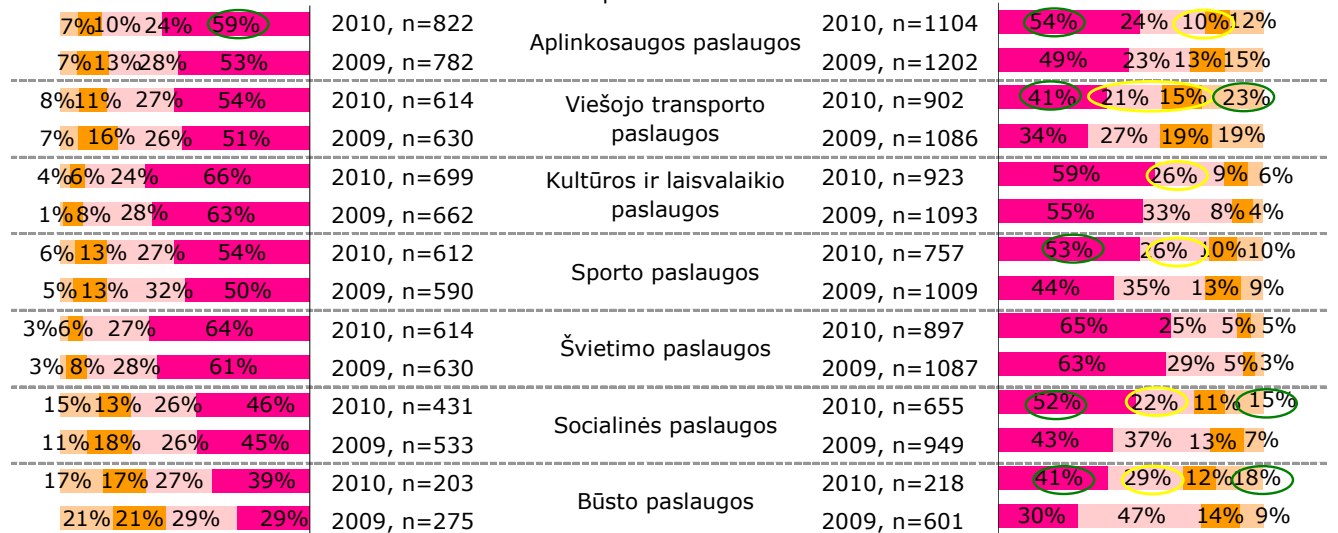 7% 10% 24% 59% 2010, n=822 Aplinkosaugos paslaugos 2010, n=1104 54% 24% 10% 12%
7% 13% 28% 53% 2009, n=782 2009, n=1202 49% 23% 13% 15%
8% 11% 27% 54% 2010, n=614 Viešojo transporto 2010, n=902 41% 21% 15% 23%
7% 16% 26% 51% 2009, n=630 paslaugos 2009, n=1086 34% 27% 19% 19%
4% 6% 24% 66% 2010, n=699 Kultūros ir laisvalaikio 2010, n=923 59% 26% 9% 6%
1% 8% 28% 63% 2009, n=662 paslaugos 2009, n=1093 55% 33% 8% 4%
6% 13% 27% 54% 2010, n=612 Sporto paslaugos 2010, n=757 53% 26% 10% 10%
5% 13% 32% 50% 2009, n=590 2009, n=1009 44% 35% 13% 9%
3% 6% 27% 64% 2010, n=614 Švietimo paslaugos 2010, n=897 65% 25% 5% 5%
3% 8% 28% 61% 2009, n=630 2009, n=1087 63% 29% 5% 3%
15% 13% 26% 46% 2010, n=431 Socialinės paslaugos 2010, n=655 52% 22% 11% 15%
11% 18% 26% 45% 2009, n=533 2009, n=949 43% 37% 13% 7%
17% 17% 27% 39% 2010, n=203 Būsto paslaugos 2010, n=218 41% 29% 12% 18%
21% 21% 29% 29% 2009, n=275 2009, n=601 30% 47% 14% 9%